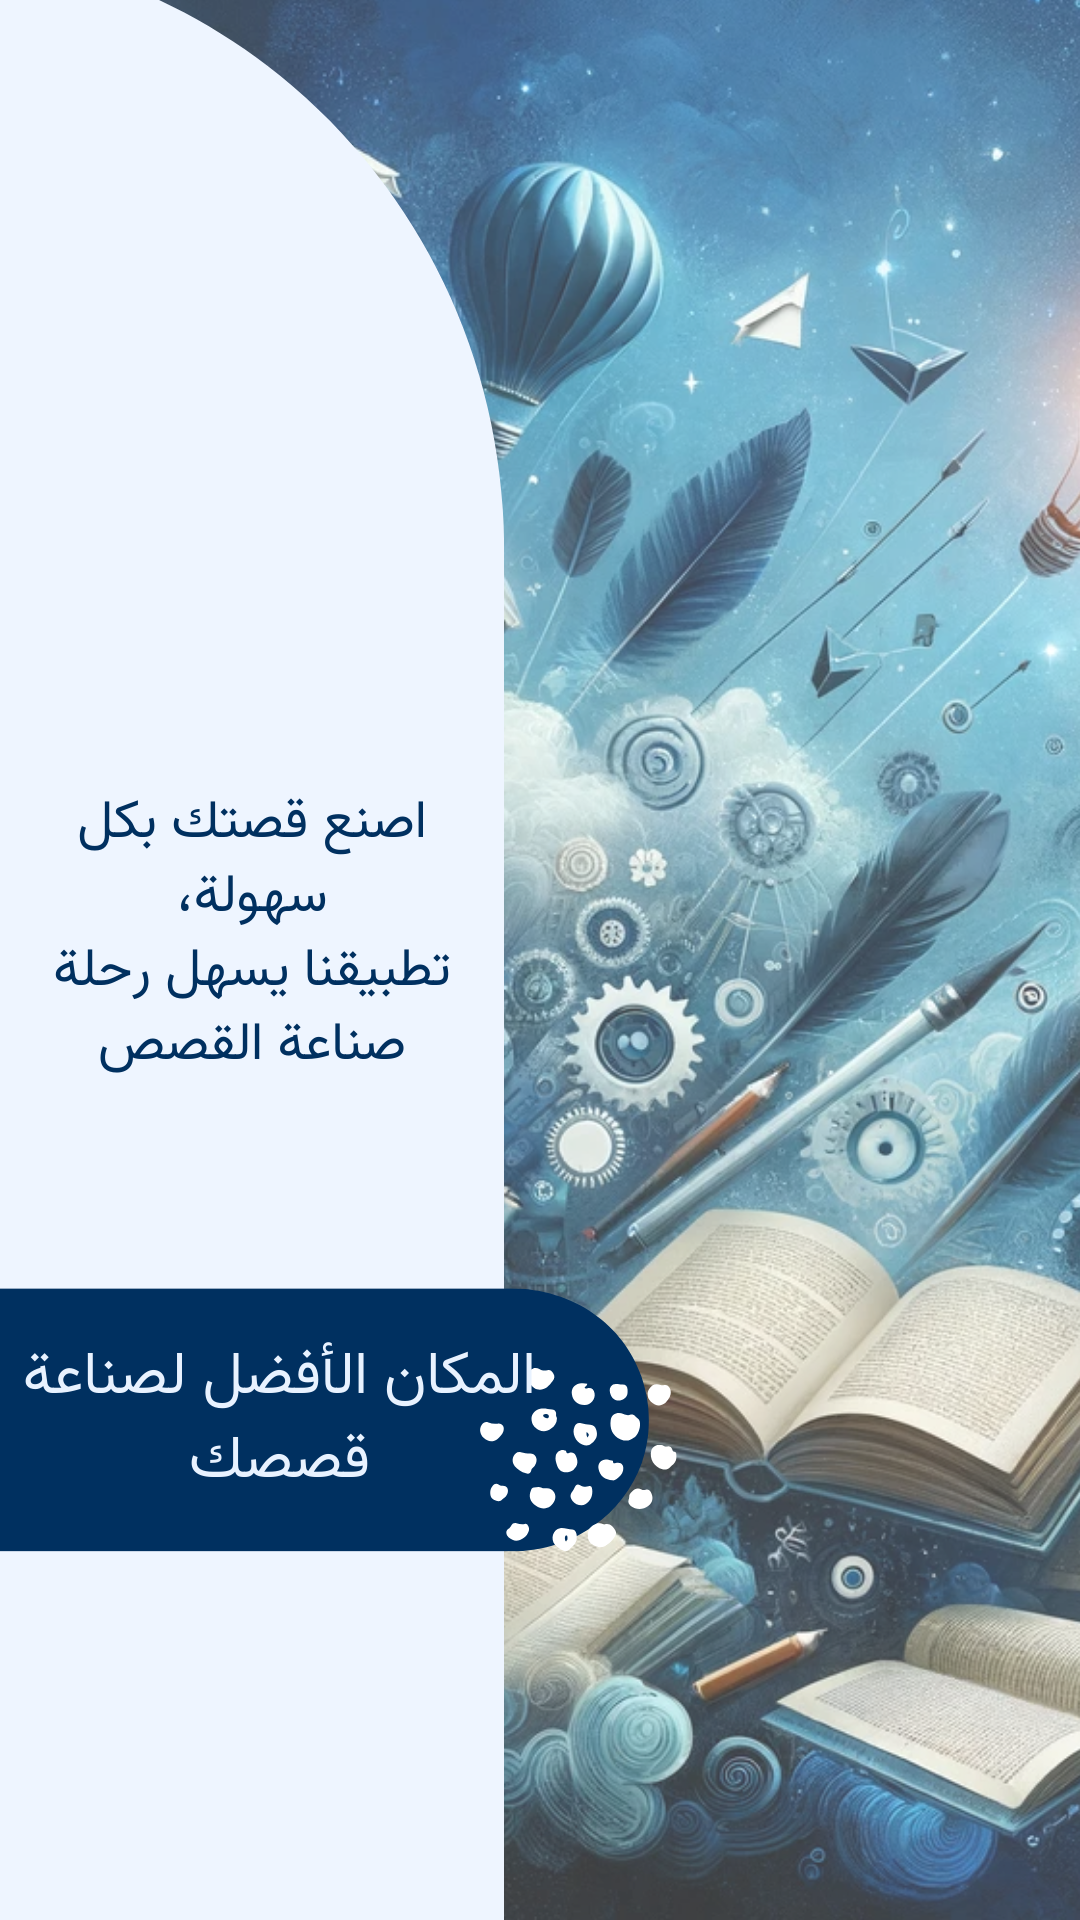 اصنع قصتك بكل
سهولة،
تطبيقنا يسهل رحلة
صناعة القصص
المكان الأفضل لصناعة
قصصك